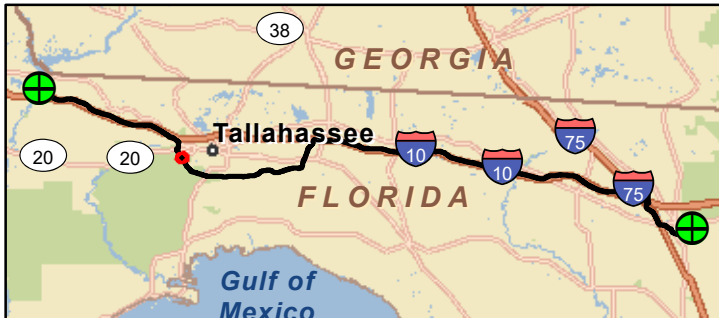 38
GEORGIA
Tallahassee
75
20
20
10
10
75
FLORIDA
Gulf of
Mexico